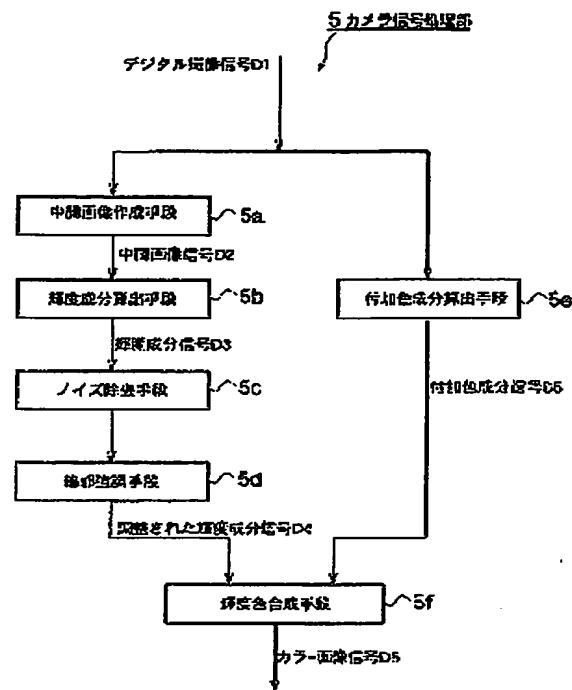 5 カメラ信号処理部
デジタル撮像信号D1
中間画像作成手段
5a
中間画像信号D2
輝度成分算出手段
5b
付加色成分算出手段
5e
輝度成分信号D3
ノイズ除去手段
5c
付加色成分信号D5
輪郭強調手段
5d
調整された輝度成分信号D4
輝度色合成手段
5f
カラー画像信号